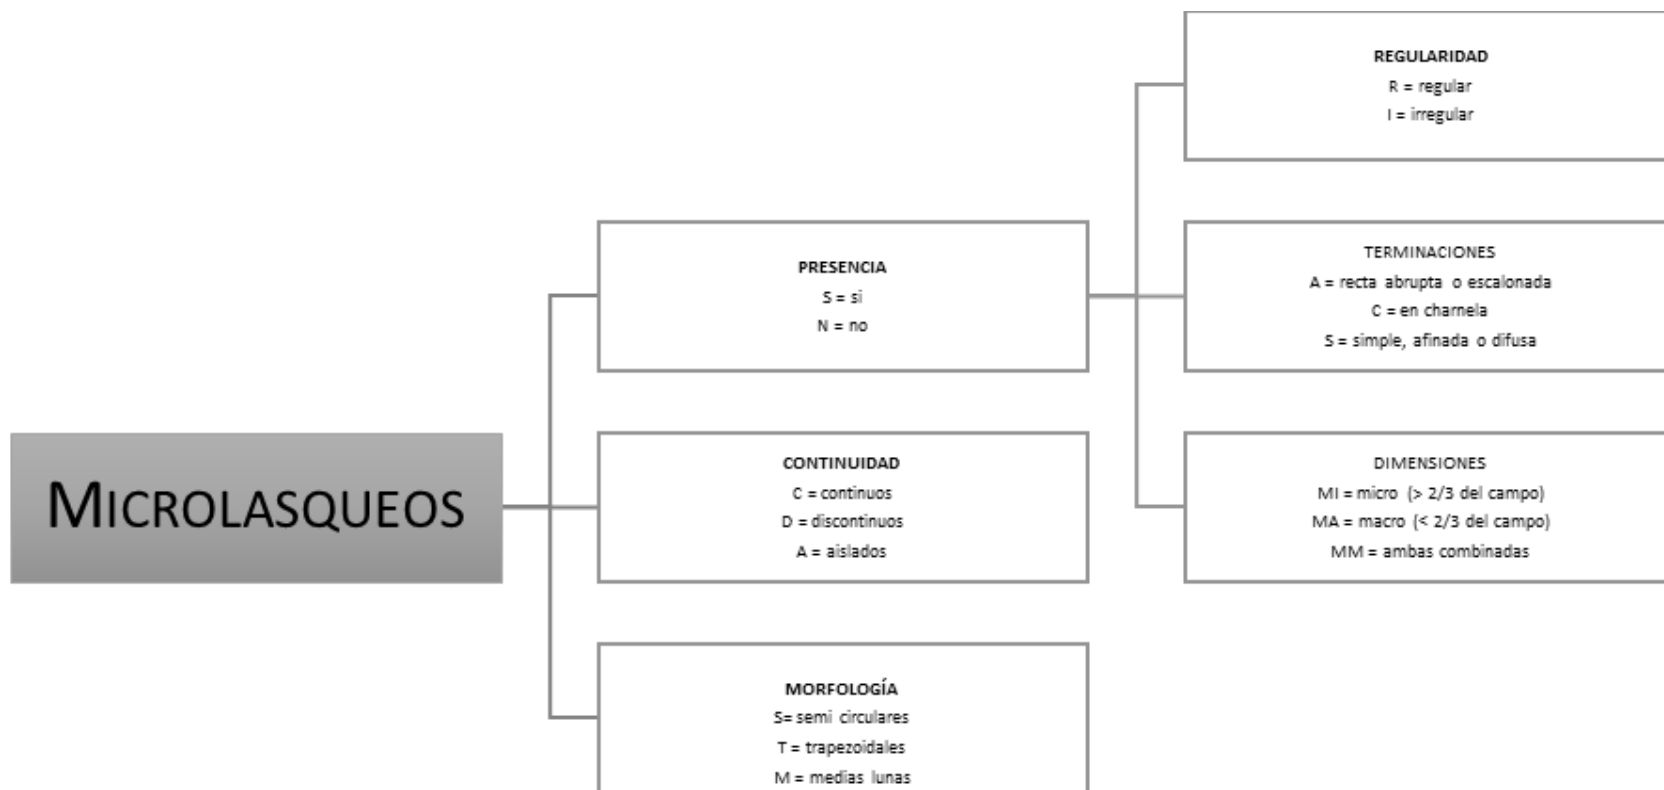 MICROLASQUEOS
PRESENCIA
S = si
N = no
CONTINUIDAD
C = continuos
D = discontinuos
A = aislados
MORFOLOGÍA
S= semi circulares
T = trapezoidales
M = medias lunas
REGULARIDAD
R = regular
I = irregular
TERMINACIONES
A = recta abrupta o escalonada
C = en charnela
S = simple, afinada o difusa
DIMENSIONES
MI = micro (> 2/3 del campo)
MA = macro (< 2/3 del campo)
MM = ambas combinadas